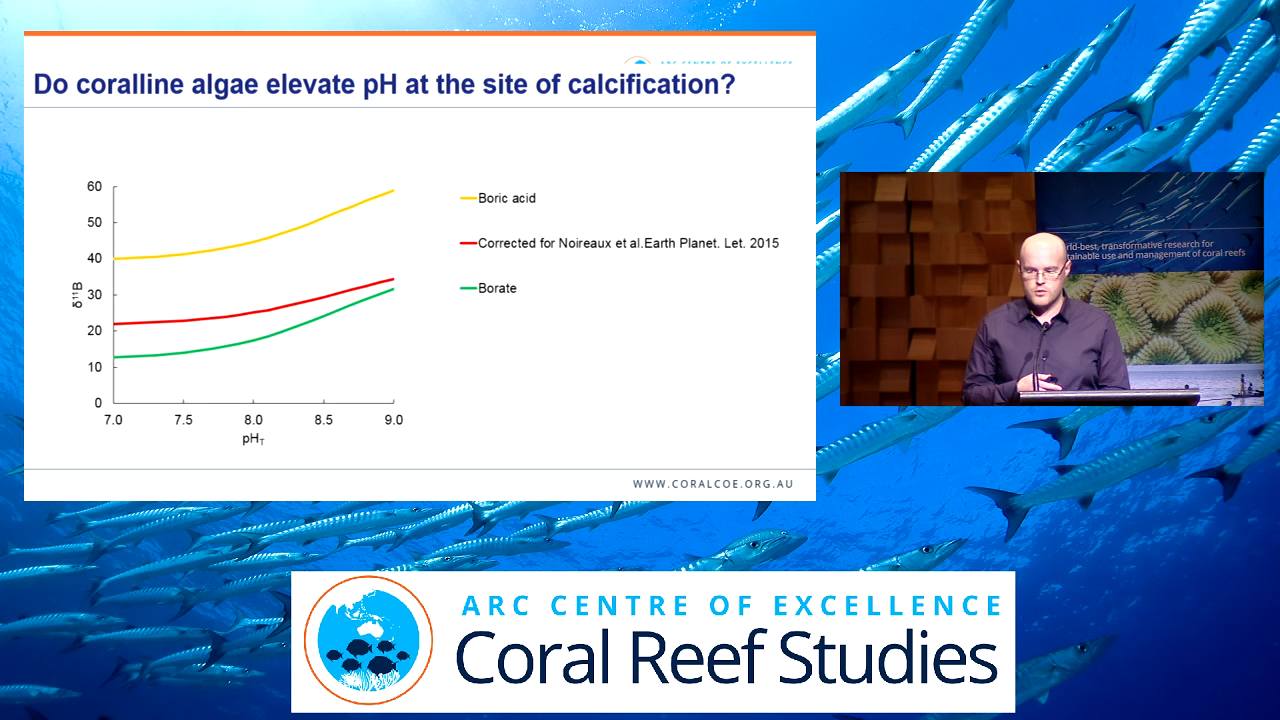 Do coralline algae elevate pH at the site of calcification?
60
50
40
30
20
10
0
δ¹¹B
7.0 7.5 8.0 8.5 9.0
pHT
Boric acid
Corrected for Noireaux et al.Earth Planet. Let. 2015
Borate
WWW.CORALCOE.ORG.AU
rld-best, transformative research for
tainable use and management of coral reefs
ARC CENTRE OF EXCELLENCE
Coral Reef Studies